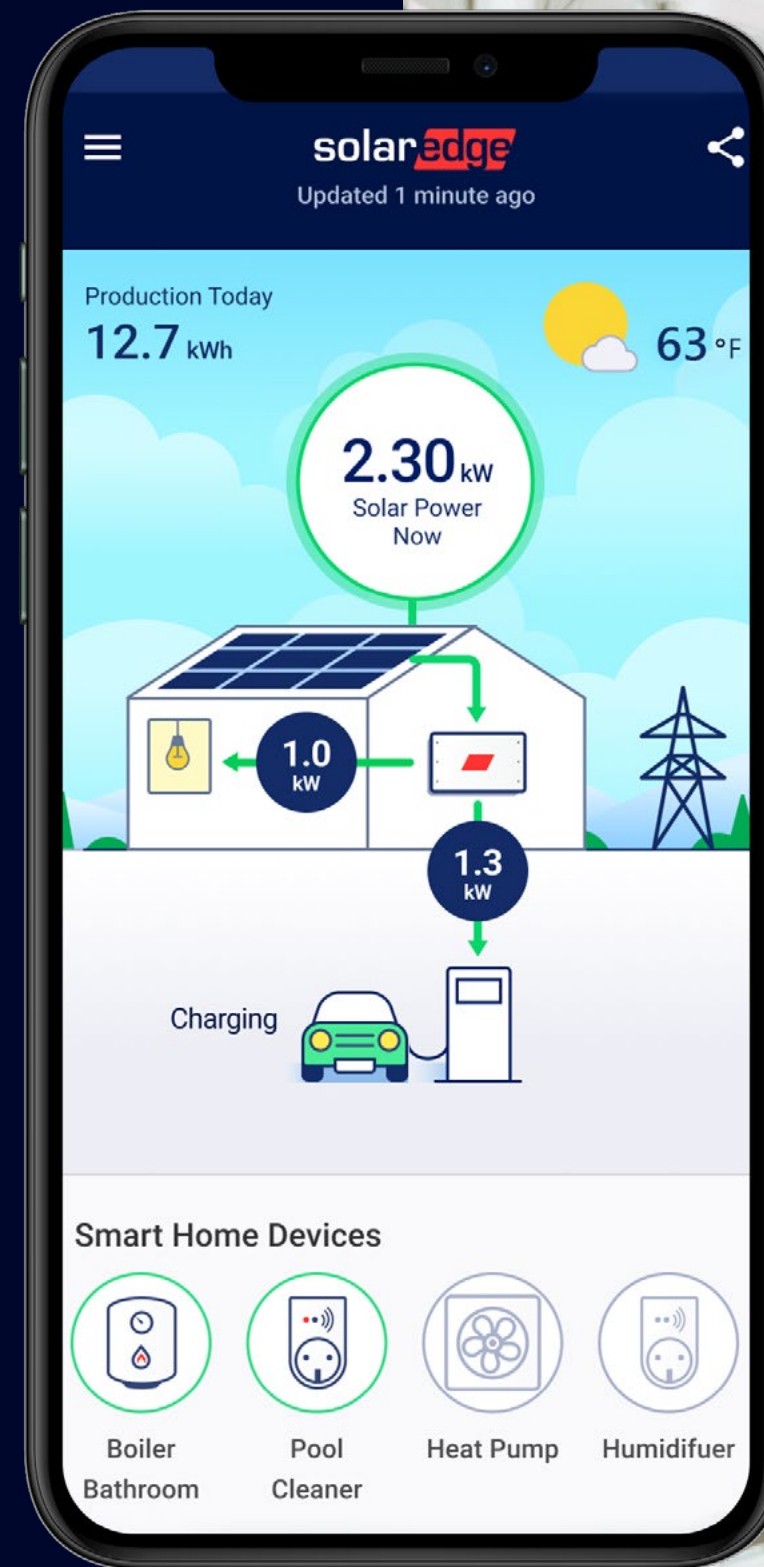 solaredge
Updated 1 minute ago
Production Today
12.7 kWh
63 °F
2.30 kW
Solar Power
Now
1.0
kW
1.3
kW
Charging
Smart Home Devices
Boiler
Bathroom
Pool
Cleaner
Heat Pump
Humidifuer